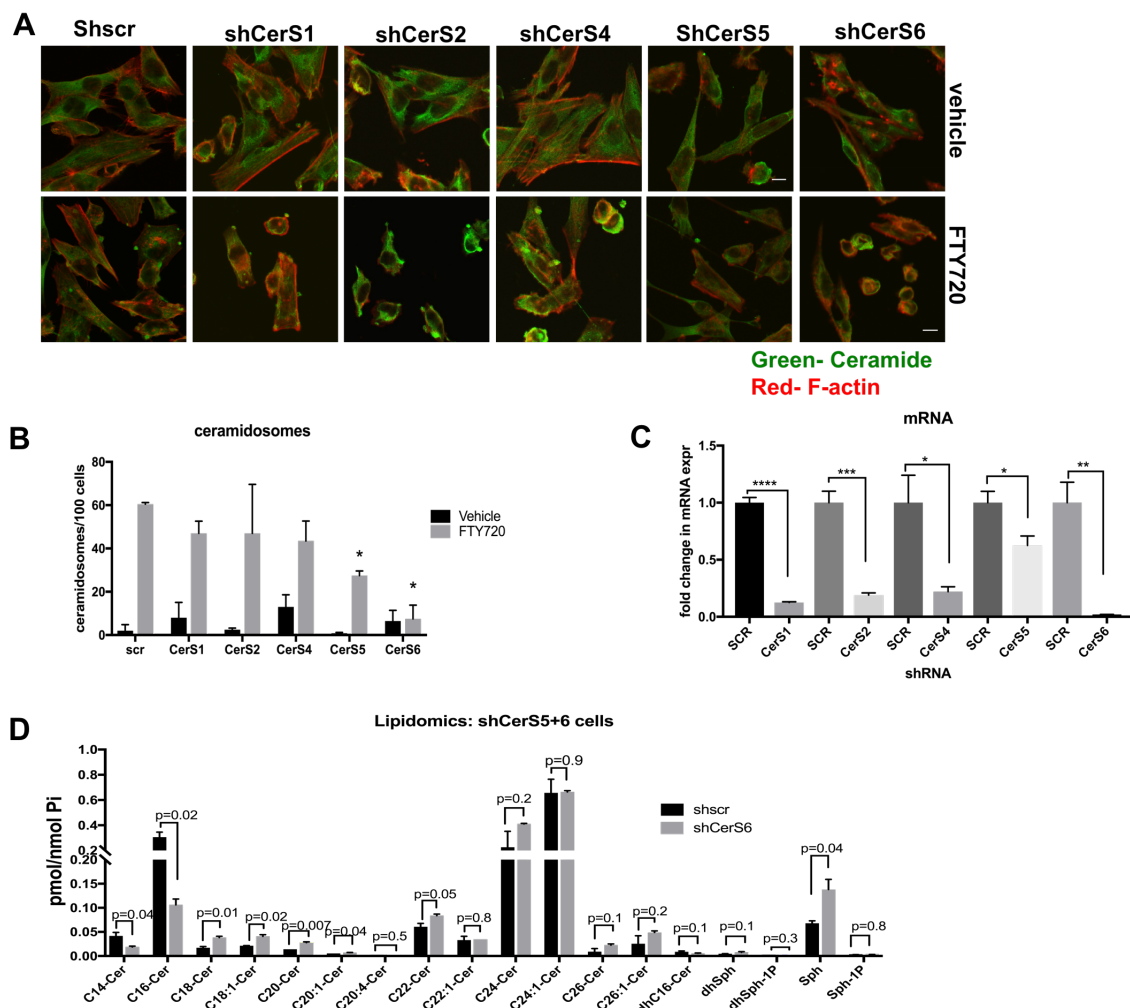 A
Shscr shCerS1 shCerS2 shCerS4 ShCerS5 shCerS6
vehicle
FTY720
Green- Ceramide
Red- F-actin
B
ceramidosomes
ceramidosomes/100 cells
80
60
40
20
0
Vehicle
FTY720
* *
scr CerS1 CerS2 CerS4 CerS5 CerS6
C
mRNA
fold change in mRNA expr
1.5
1.0
0.5
0.0
**** *** * * **
SCR CerS1 SCR CerS2 SCR CerS4 SCR CerS5 SCR CerS6
shRNA
D
Lipidomics: shCerS5+6 cells
pmol/nmol Pi
1.0
0.8
0.6
0.4
0.2
0.20
0.15
0.10
0.05
0.00
shscr
shCerS6
p=0.04 p=0.02 p=0.01 p=0.02 p=0.007 p=0.04 p=0.5 p=0.05 p=0.8 p=0.2 p=0.9 p=0.1 p=0.2 p=0.1 p=0.1 p=0.3 p=0.04 p=0.8
C14-Cer C16-Cer C18-Cer C18:1-Cer C20-Cer C20:1-Cer C20:4-Cer C22-Cer C22:1-Cer C24-Cer C24:1-Cer C26-Cer C26:1-Cer dhC16-Cer dhSph dhSph-1P Sph Sph-1P